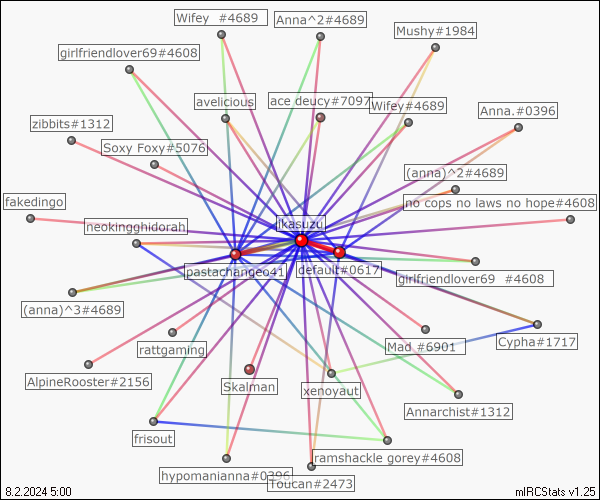 Wifey #4689
Anna^2#4689
Mushy#1984
girlfriendlover69#4608
avelicious
ace deucy#7097
Wifey#4689
Anna.#0396
zibbits#1312
Soxy Foxy#5076
(anna)^2#4689
no cops no laws no hope#4608
fakedingo
neokingghidorah
jkasuzu
pastachangeo41
default#0617
girlfriendlover69 #4608
(anna)^3#4689
rattgaming
Mad #6901
Cypha#1717
AlpineRooster#2156
Skalman
xenoyaut
Annarchist#1312
frisout
ramshackle gorey#4608
hypomanianna#0396
Toucan#2473
8.2.2024 5:00
mIRCStats v1.25